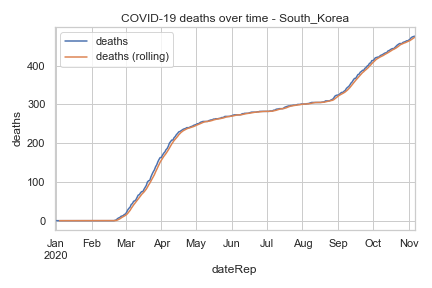 COVID-19 deaths over time - South_Korea
deaths
deaths (rolling)
deaths
400
300
200
100
0
Jan Feb Mar Apr May Jun Jul Aug Sep Oct Nov
2020
dateRep